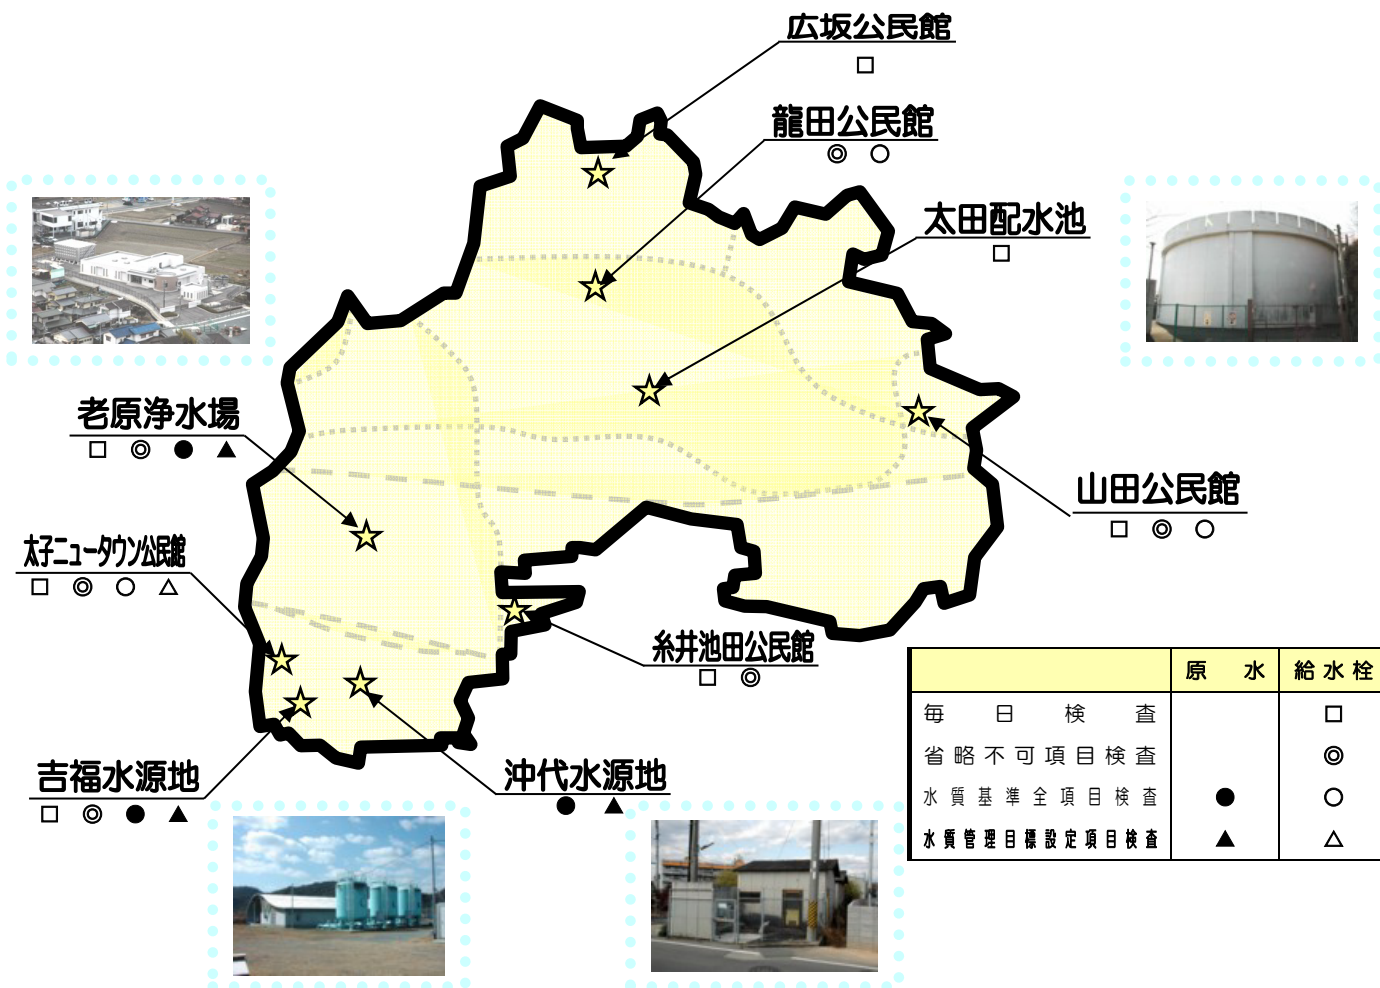 広坂公民館
□
龍田公民館
◎ ○
太田配水池
□
老原浄水場
□ ◎ ● ▲
山田公民館
□ ◎ ○
太子ニュータウン公民館
□ ◎ ○ △
糸井池田公民館
□ ◎
吉福水源地
□ ◎ ● ▲
沖代水源地
● ▲
原水 給水栓
毎日検査 □
省略不可項目検査 ◎
水質基準全項目検査 ● ○
水質管理目標設定項目検査 ▲ △